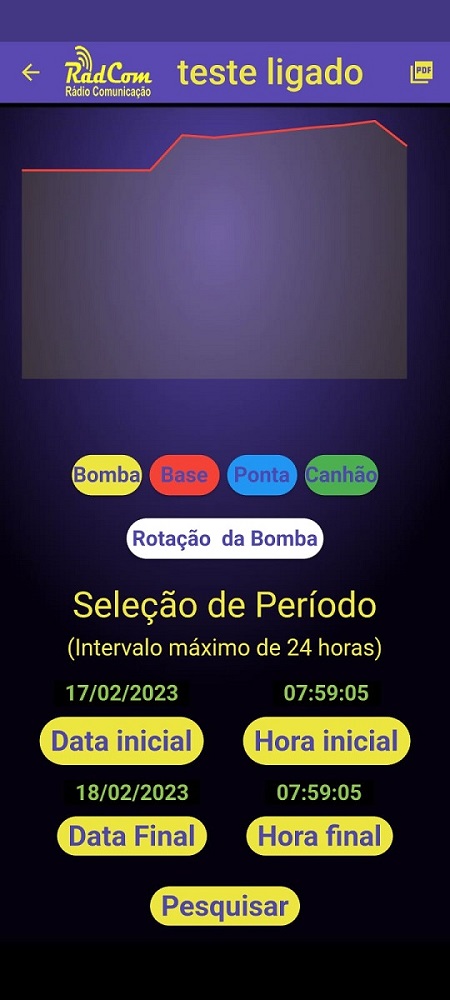 RadCom
Rádio Comunicação
teste ligado
PDF
Bomba Base Ponta Canhão
Rotação da Bomba
Seleção de Período
(Intervalo máximo de 24 horas)
17/02/2023 07:59:05
Data inicial Hora inicial
18/02/2023 07:59:05
Data Final Hora final
Pesquisar